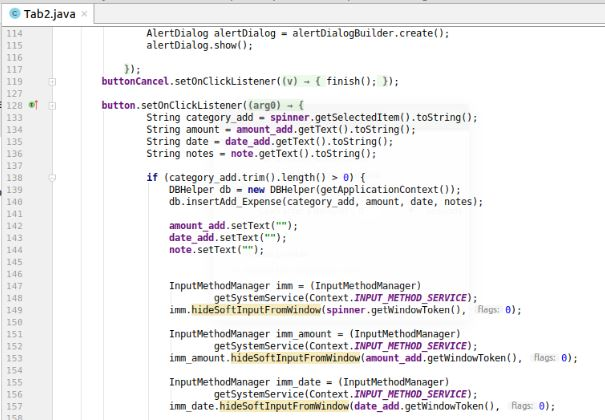 Tab2.java
114 AlertDialog alertDialog = alertDialogBuilder.create();
115 alertDialog.show();
116
117 });
119 buttonCancel.setOnClickListener((v) → { finish(); });
127
128 button.setOnClickListener((arg0) → {
133 String category_add = spinner.getSelectedItem().toString();
134 String amount = amount_add.getText().toString();
135 String date = date_add.getText().toString();
136 String notes = note.getText().toString();
137
138 if (category_add.trim().length() > 0) {
139 DBHelper db = new DBHelper(getApplicationContext());
140 db.insertAdd_Expense(category_add, amount, date, notes);
141
142 amount_add.setText("");
143 date_add.setText("");
144 note.setText("");
145
146
147 InputMethodManager imm = (InputMethodManager)
148 getSystemService(Context.INPUT_METHOD_SERVICE);
149 imm.hideSoftInputFromWindow(spinner.getWindowToken(), flags: 0);
150
151 InputMethodManager imm_amount = (InputMethodManager)
152 getSystemService(Context.INPUT_METHOD_SERVICE);
153 imm_amount.hideSoftInputFromWindow(amount_add.getWindowToken(), flags: 0);
154
155 InputMethodManager imm_date = (InputMethodManager)
156 getSystemService(Context.INPUT_METHOD_SERVICE);
157 imm_date.hideSoftInputFromWindow(date_add.getWindowToken(), flags: 0);
158